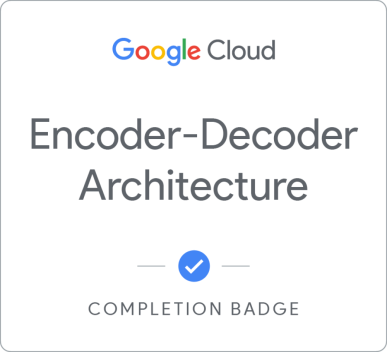 Google Cloud
Encoder-Decoder
Architecture
COMPLETION BADGE